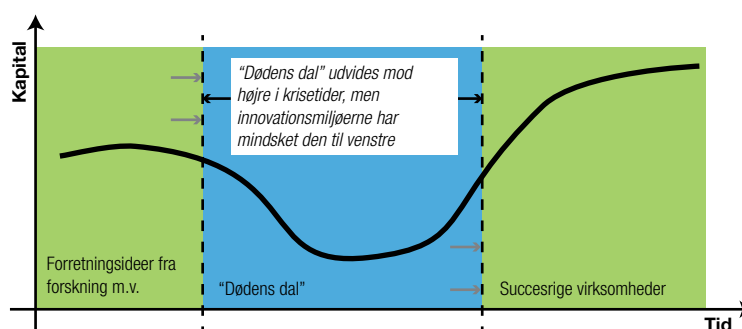 Kapital
“Dødens dal” udvides mod
højre i krisetider, men
innovationsmiljøerne har
mindsket den til venstre
Forretningsideer fra
forskning m.v.
“Dødens dal”
Succesrige virksomheder
Tid